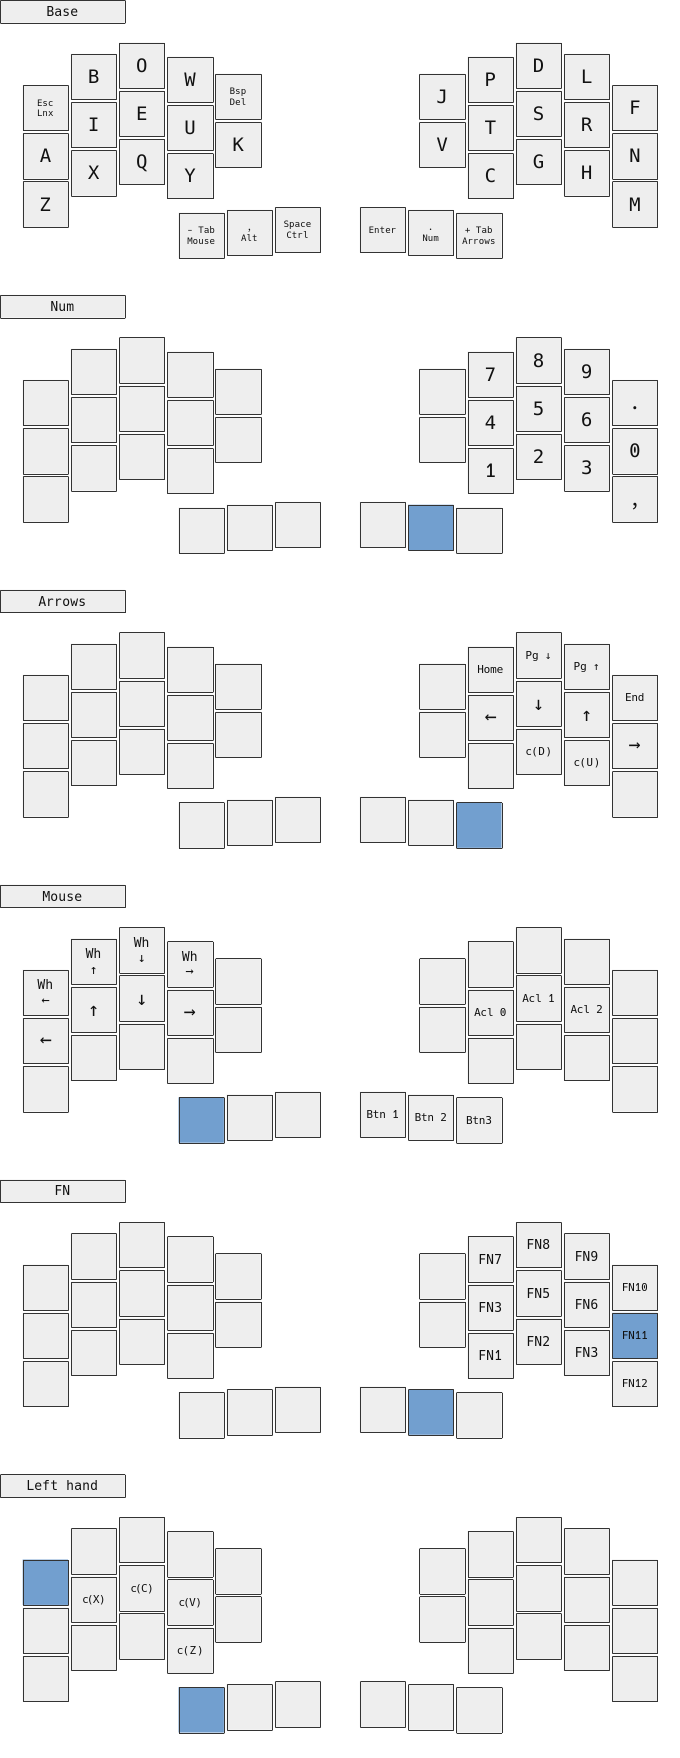 Base
B O W Bsp Del J P D L
Esc Lnx I E U K V T S R F
A X Q Y C G H N
Z M
- Tab Mouse , Alt Space Ctrl Enter . Num + Tab Arrows
Num
7 8 9 .
4 5 6 0
1 2 3 ,
Arrows
Home Pg ↓ Pg ↑ End
← ↓ ↑ →
c(D) c(U)
Mouse
Wh ← Wh ↑ Wh ↓ Wh →
← ↑ ↓ → Acl 0 Acl 1 Acl 2
Btn 1 Btn 2 Btn3
FN
FN7 FN8 FN9 FN10
FN3 FN5 FN6 FN11
FN1 FN2 FN3 FN12
Left hand
c(X) c(C) c(V)
c(Z)